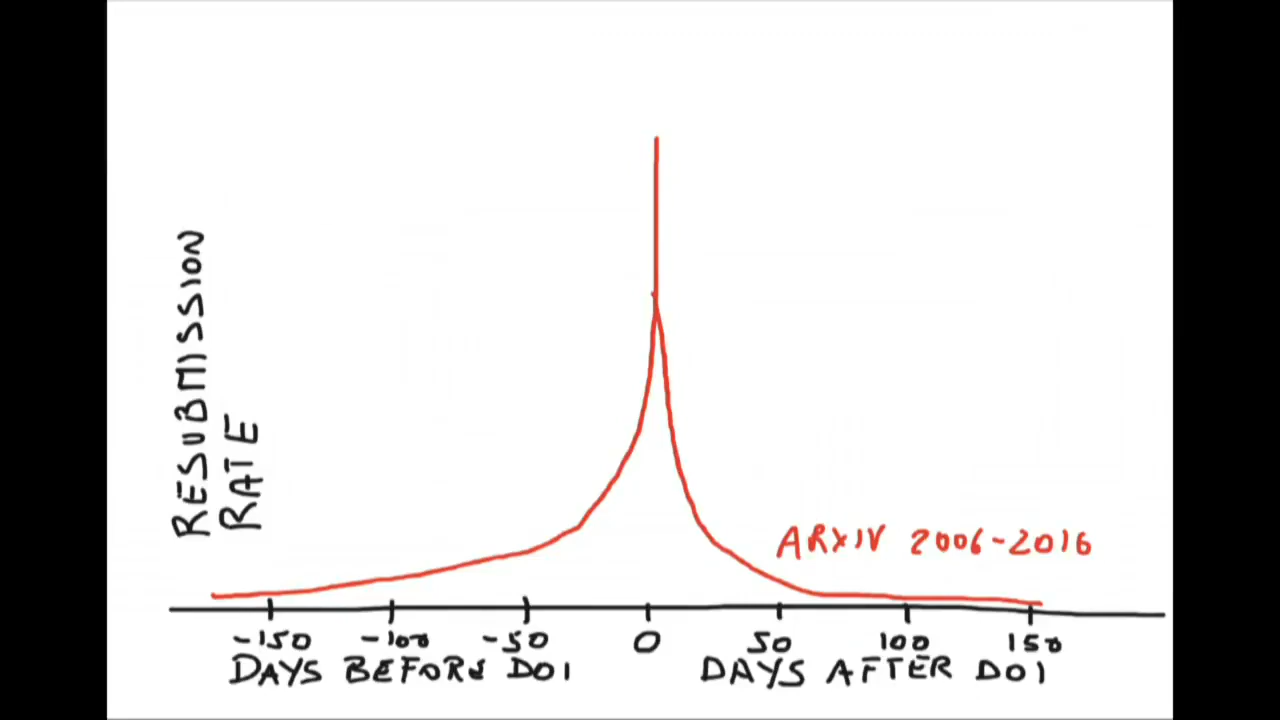 RESUBMISSION
RATE
ARXIV 2006-2016
-150 -100 -50 0 50 100 150
DAYS BEFORE DOI DAYS AFTER DOI